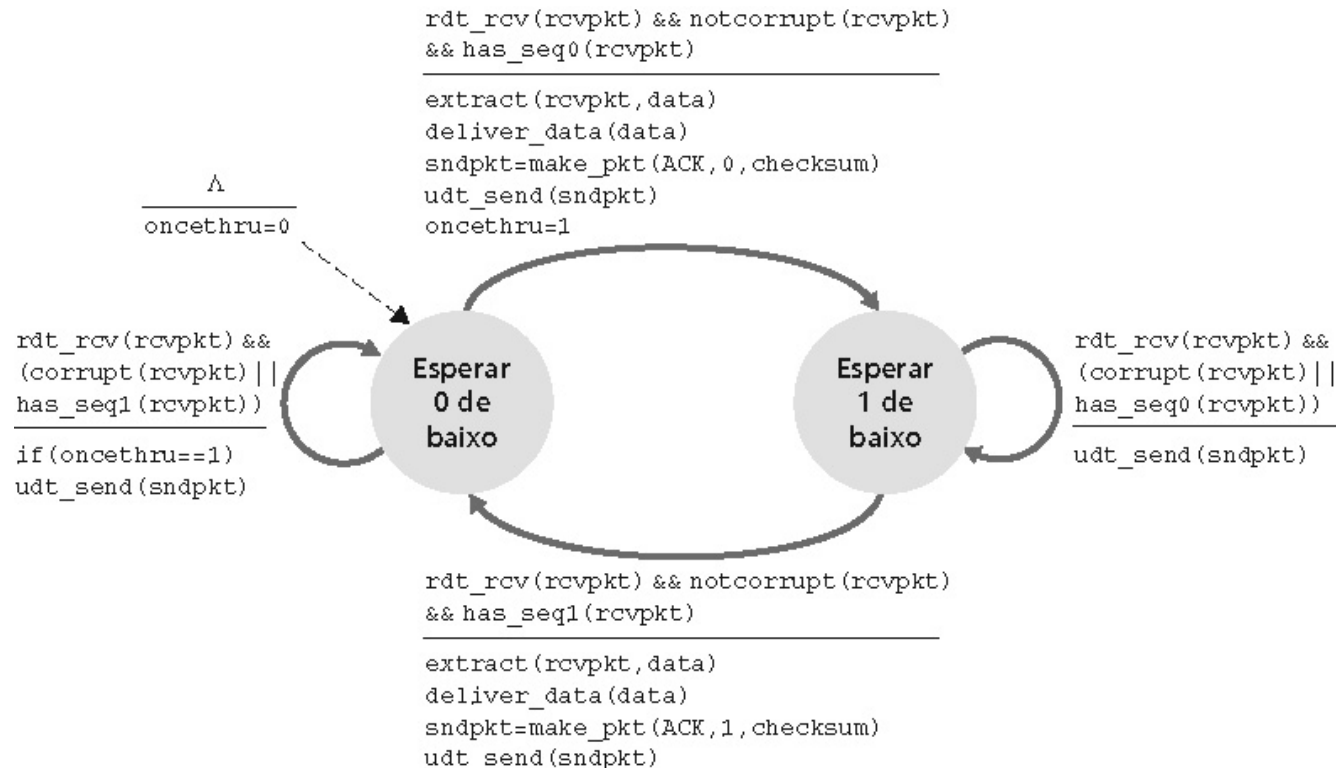 rdt_rcv(rcvpkt) && notcorrupt(rcvpkt)
&& has_seq0(rcvpkt)
extract(rcvpkt,data)
deliver_data(data)
sndpkt=make_pkt(ACK,0,checksum)
udt_send(sndpkt)
oncethru=1
Λ
oncethru=0
rdt_rcv(rcvpkt) &&
(corrupt(rcvpkt)||
has_seq1(rcvpkt))
if(oncethru==1)
udt_send(sndpkt)
Esperar
0 de
baixo
Esperar
1 de
baixo
rdt_rcv(rcvpkt) &&
(corrupt(rcvpkt)||
has_seq0(rcvpkt))
udt_send(sndpkt)
rdt_rcv(rcvpkt) && notcorrupt(rcvpkt)
&& has_seq1(rcvpkt)
extract(rcvpkt,data)
deliver_data(data)
sndpkt=make_pkt(ACK,1,checksum)
udt_send(sndpkt)